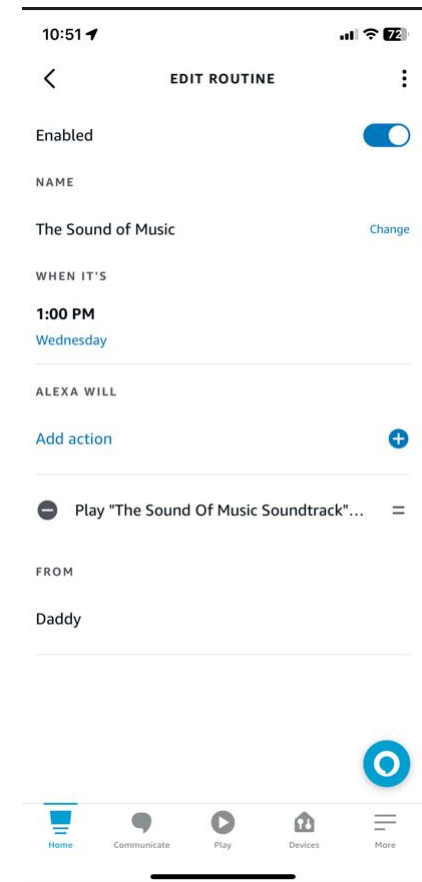 10:51
72
EDIT ROUTINE
Enabled
NAME
The Sound of Music Change
WHEN IT'S
1:00 PM
Wednesday
ALEXA WILL
Add action
Play "The Sound Of Music Soundtrack"...
FROM
Daddy
Home Communicate Play Devices More